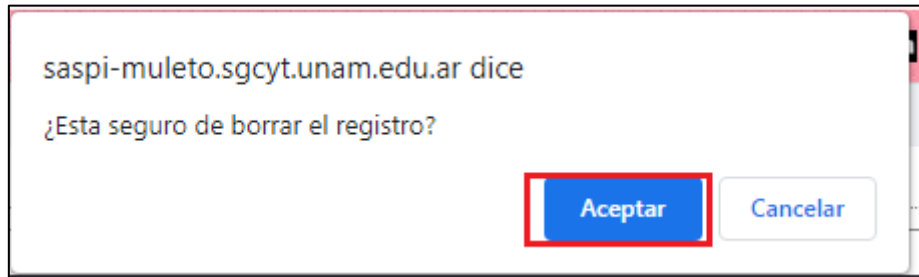 saspi-muleto.sgcyt.unam.edu.ar dice
¿Esta seguro de borrar el registro?
Aceptar
Cancelar